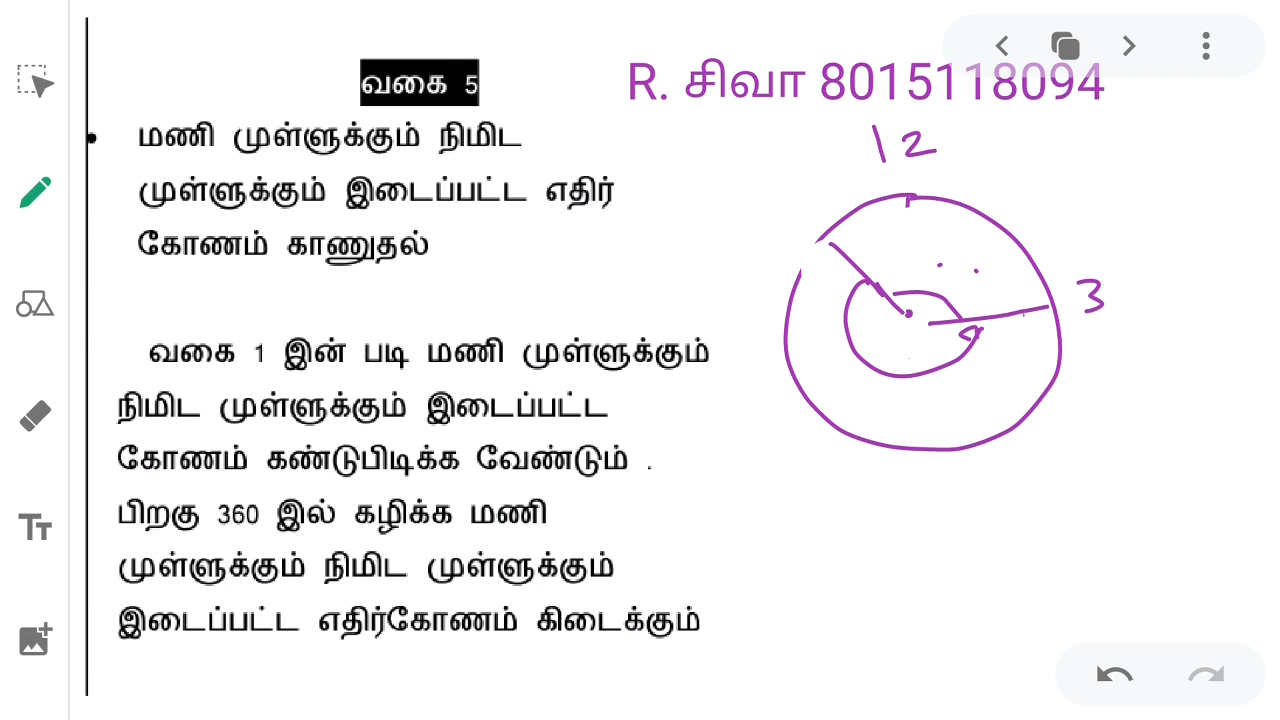 வகை 5
R. சிவா 8015118094
மணி முள்ளுக்கும் நிமிட
முள்ளுக்கும் இடைப்பட்ட எதிர்
கோணம் காணுதல்
12
3
வகை 1 இன் படி மணி முள்ளுக்கும்
நிமிட முள்ளுக்கும் இடைப்பட்ட
கோணம் கண்டுபிடிக்க வேண்டும் .
பிறகு 360 இல் கழிக்க மணி
முள்ளுக்கும் நிமிட முள்ளுக்கும்
இடைப்பட்ட எதிர்கோணம் கிடைக்கும்
Tт